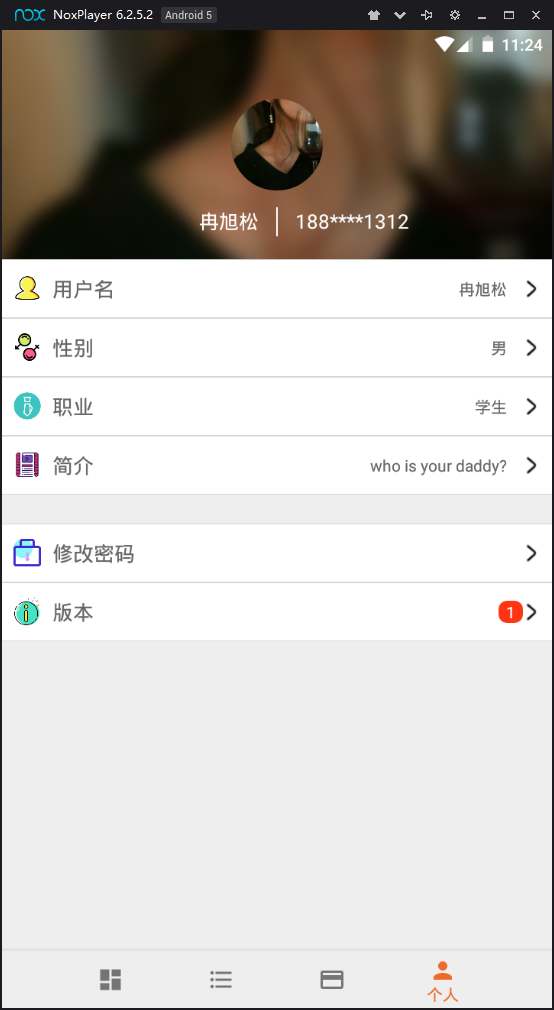 nox NoxPlayer 6.2.5.2 Android 5
11:24
冉旭松 188****1312
用户名 冉旭松
性别 男
职业 学生
简介 who is your daddy?
修改密码
版本 1
个人